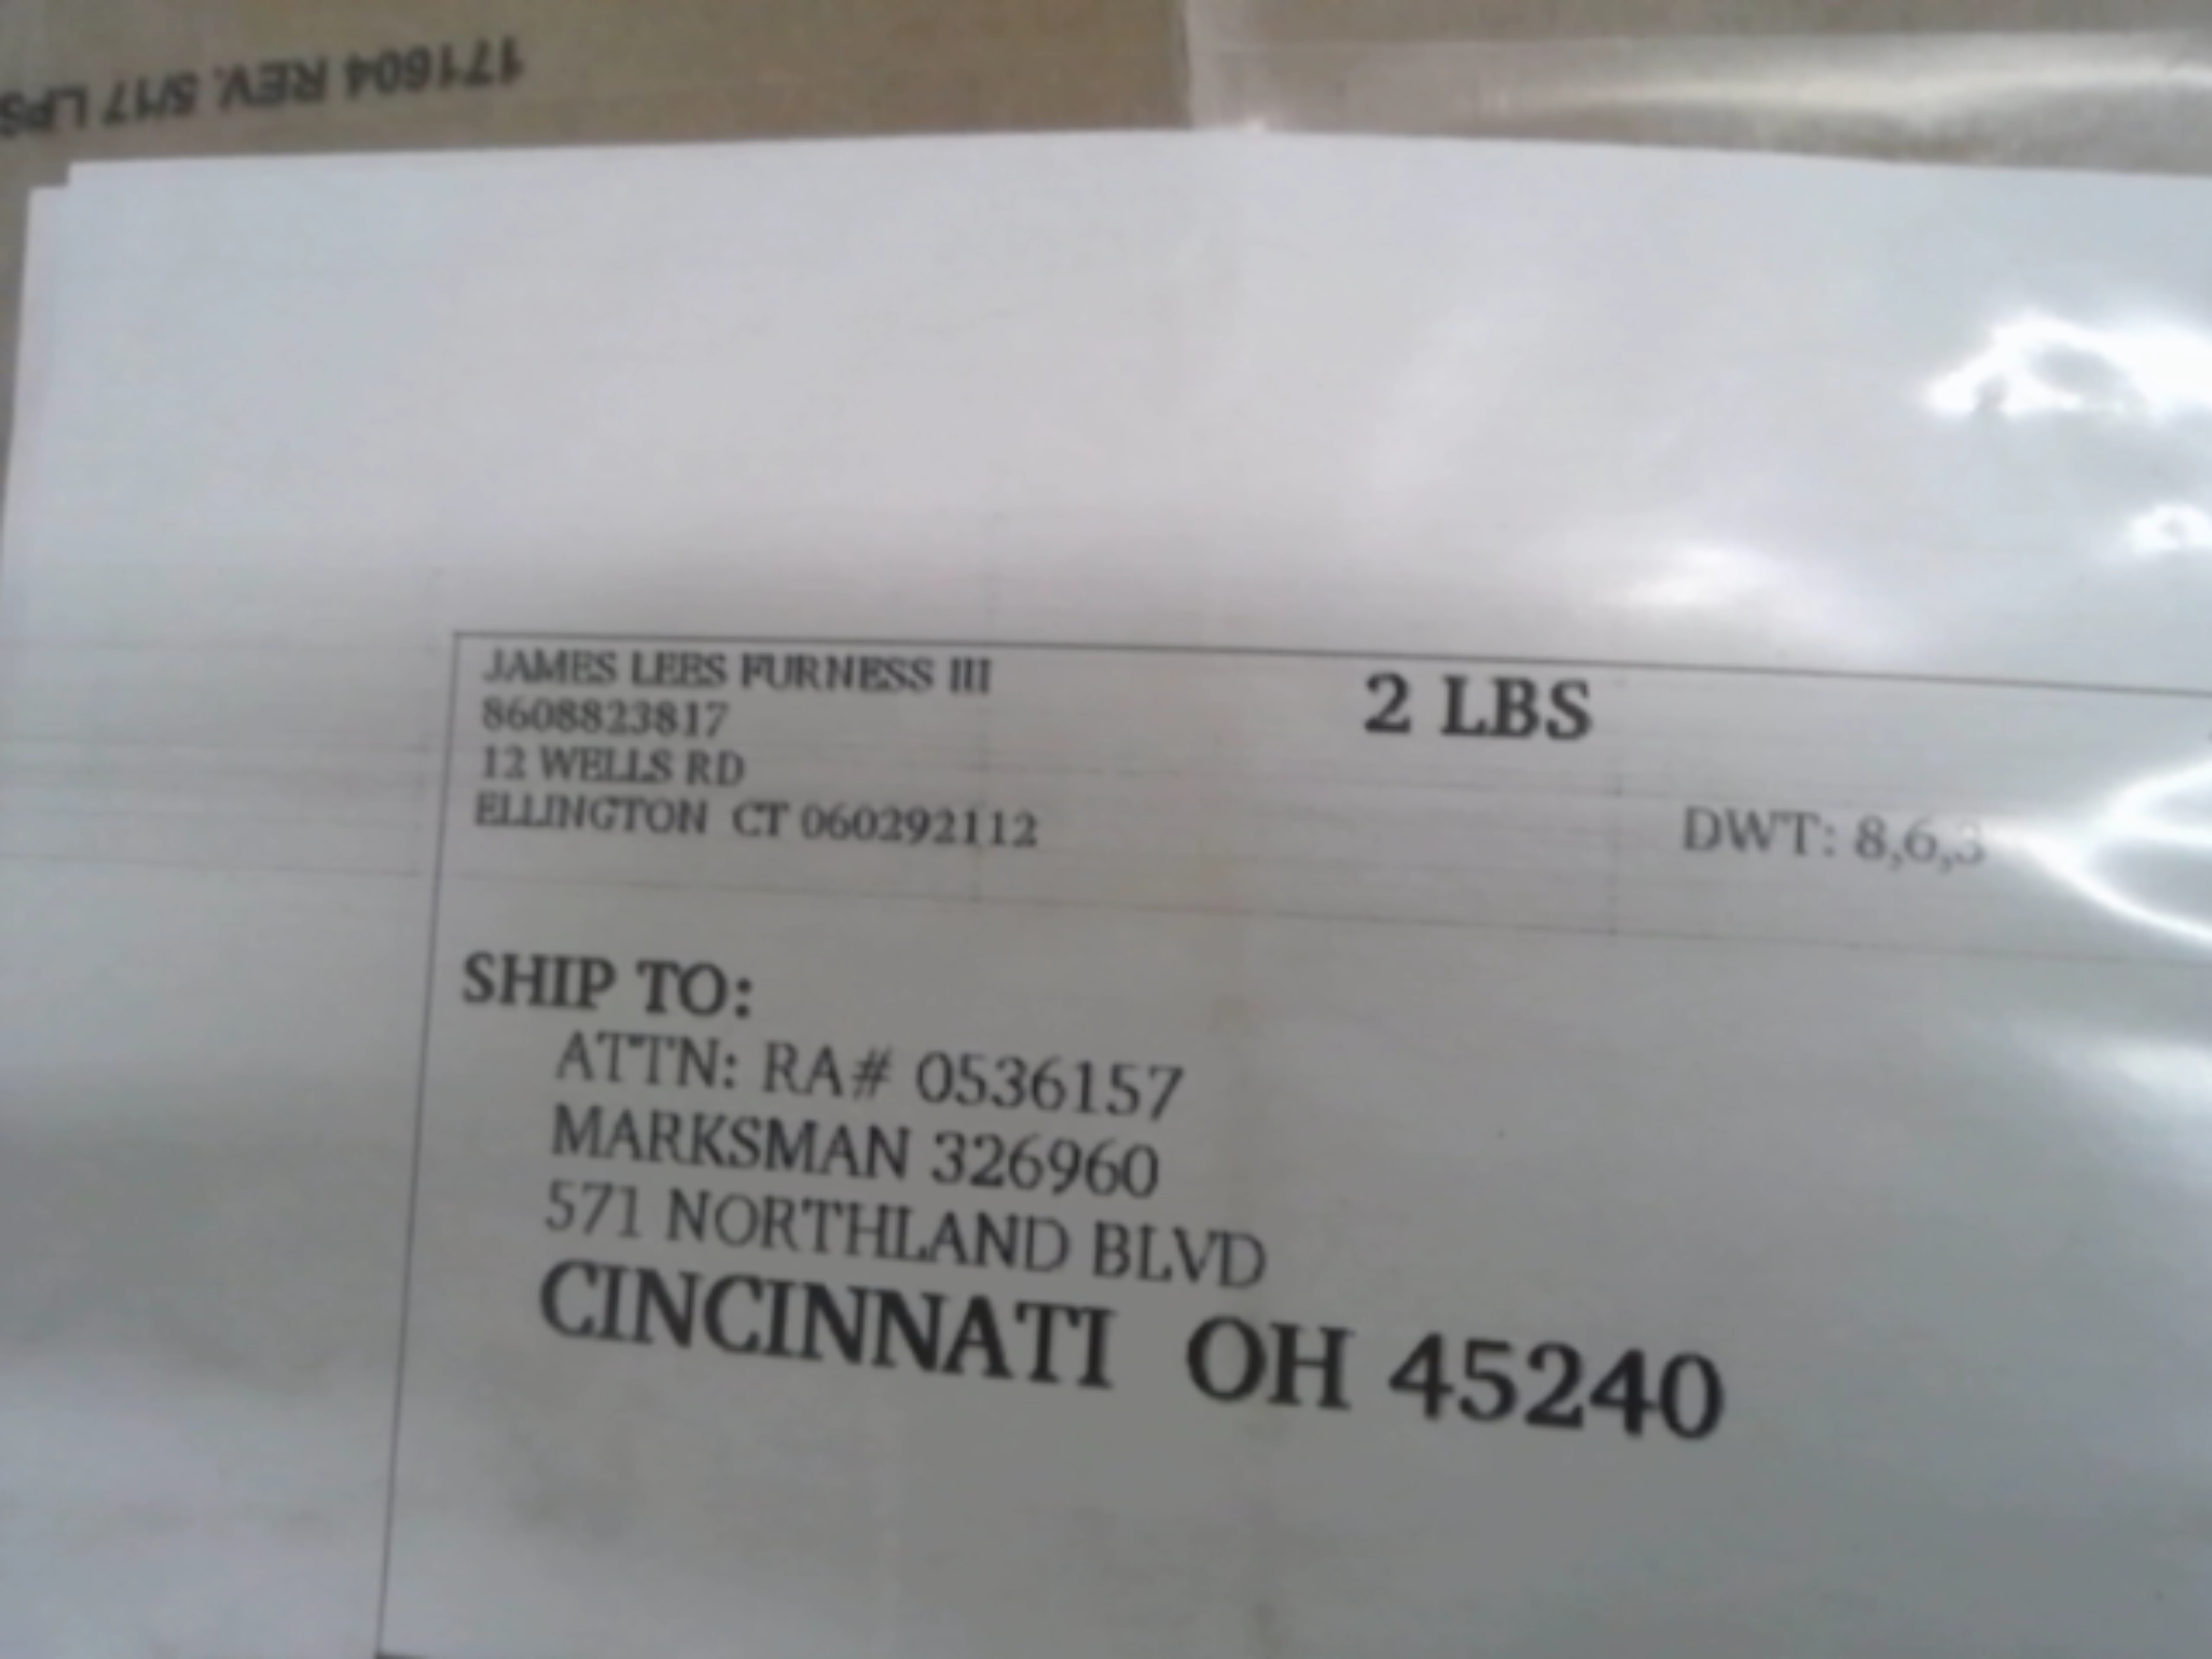 171604 REV. 5/17 LPS
JAMES LEES FURNESS III
2 LBS
8608823817
12 WELLS RD
ELLINGTON CT 060292112
DWT: 8,6,3
SHIP TO:
ATTN: RA# 0536157
MARKSMAN 326960
571 NORTHLAND BLVD
CINCINNATI OH 45240